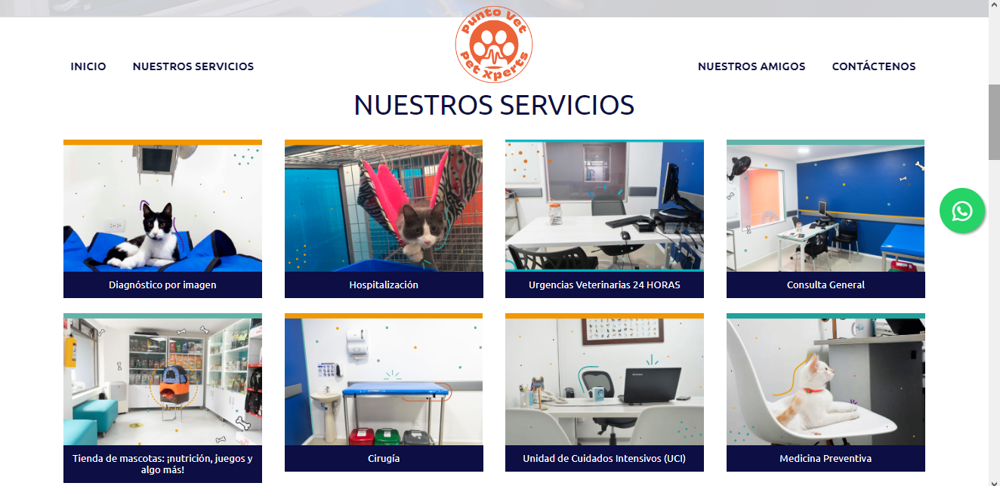 Punto Vet
Pet Xperts
INICIO
NUESTROS SERVICIOS
NUESTROS AMIGOS
CONTÁCTENOS
NUESTROS SERVICIOS
Diagnóstico por imagen
Hospitalización
Urgencias Veterinarias 24 HORAS
Consulta General
Tienda de mascotas: ¡nutrición, juegos y
algo más!
Cirugía
Unidad de Cuidados Intensivos (UCI)
Medicina Preventiva